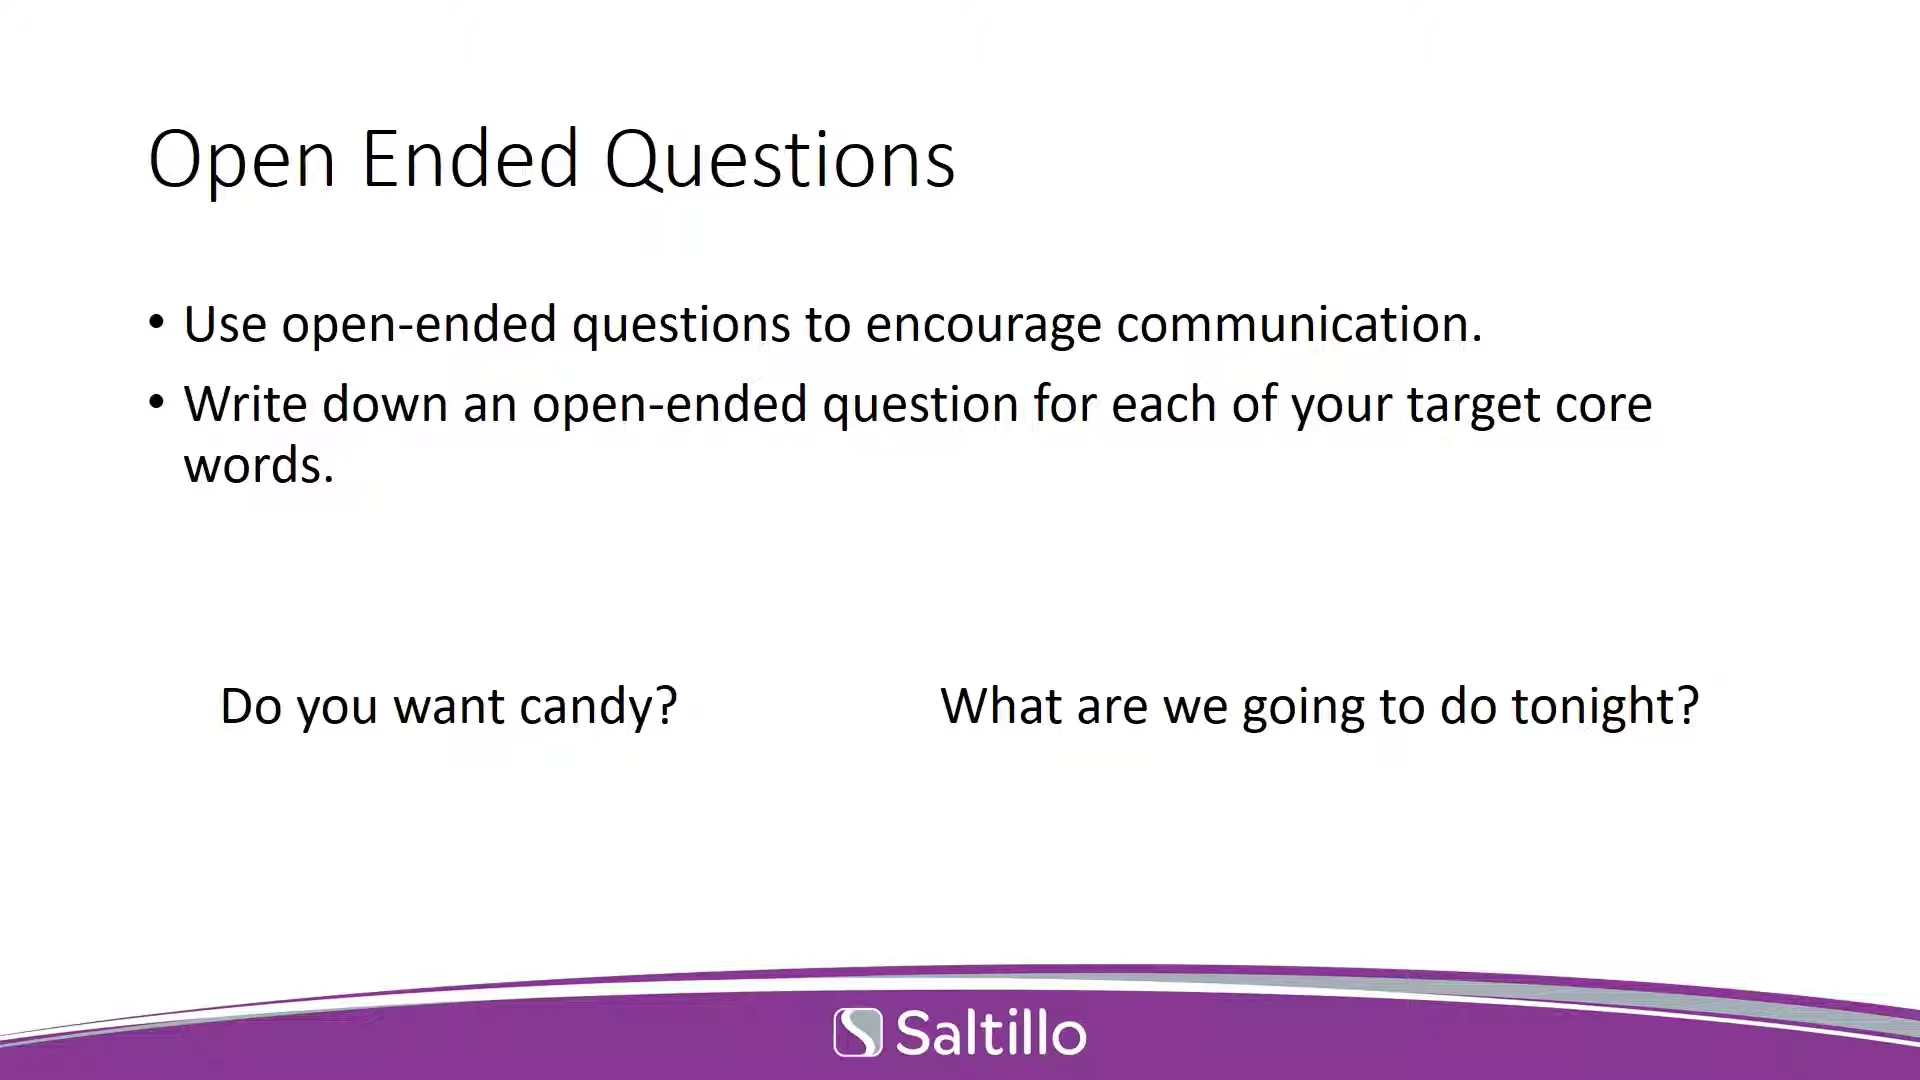 Open Ended Questions
• Use open-ended questions to encourage communication.
• Write down an open-ended question for each of your target core
words.
Do you want candy?
What are we going to do tonight?
Saltillo